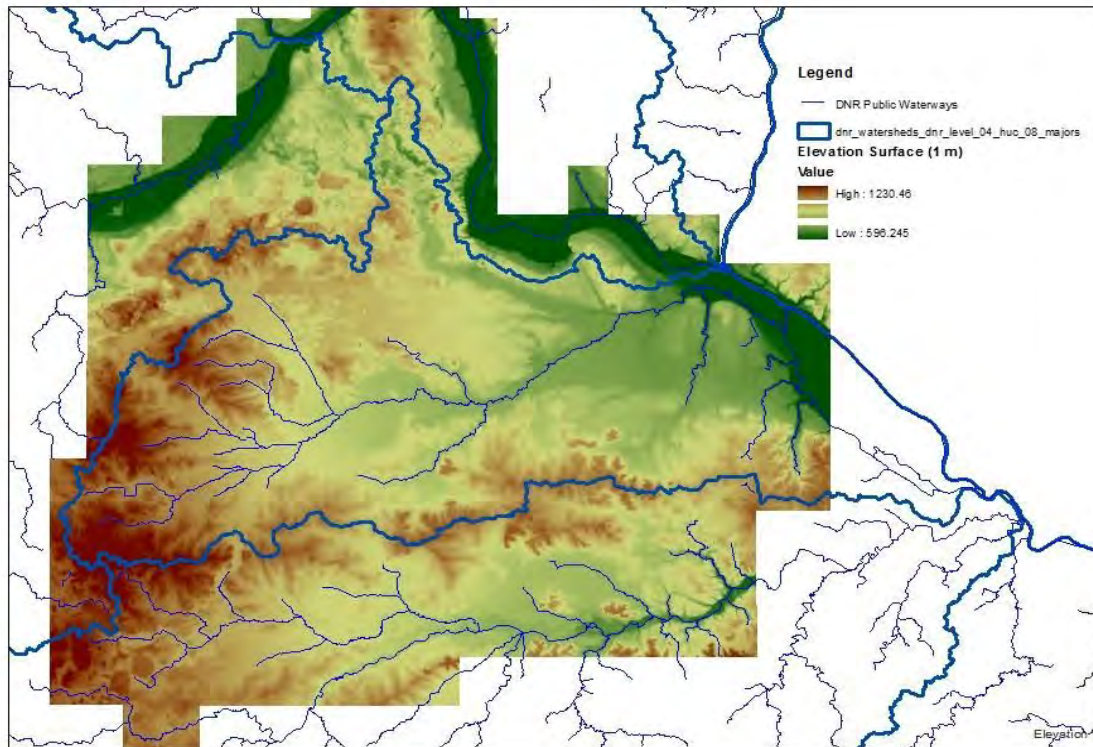 Legend
DNR Public Waterways
dnr_watersheds_dnr_level_04_huc_08_majors
Elevation Surface (1 m)
Value
High : 1230.46
Low : 596.245
Elevation